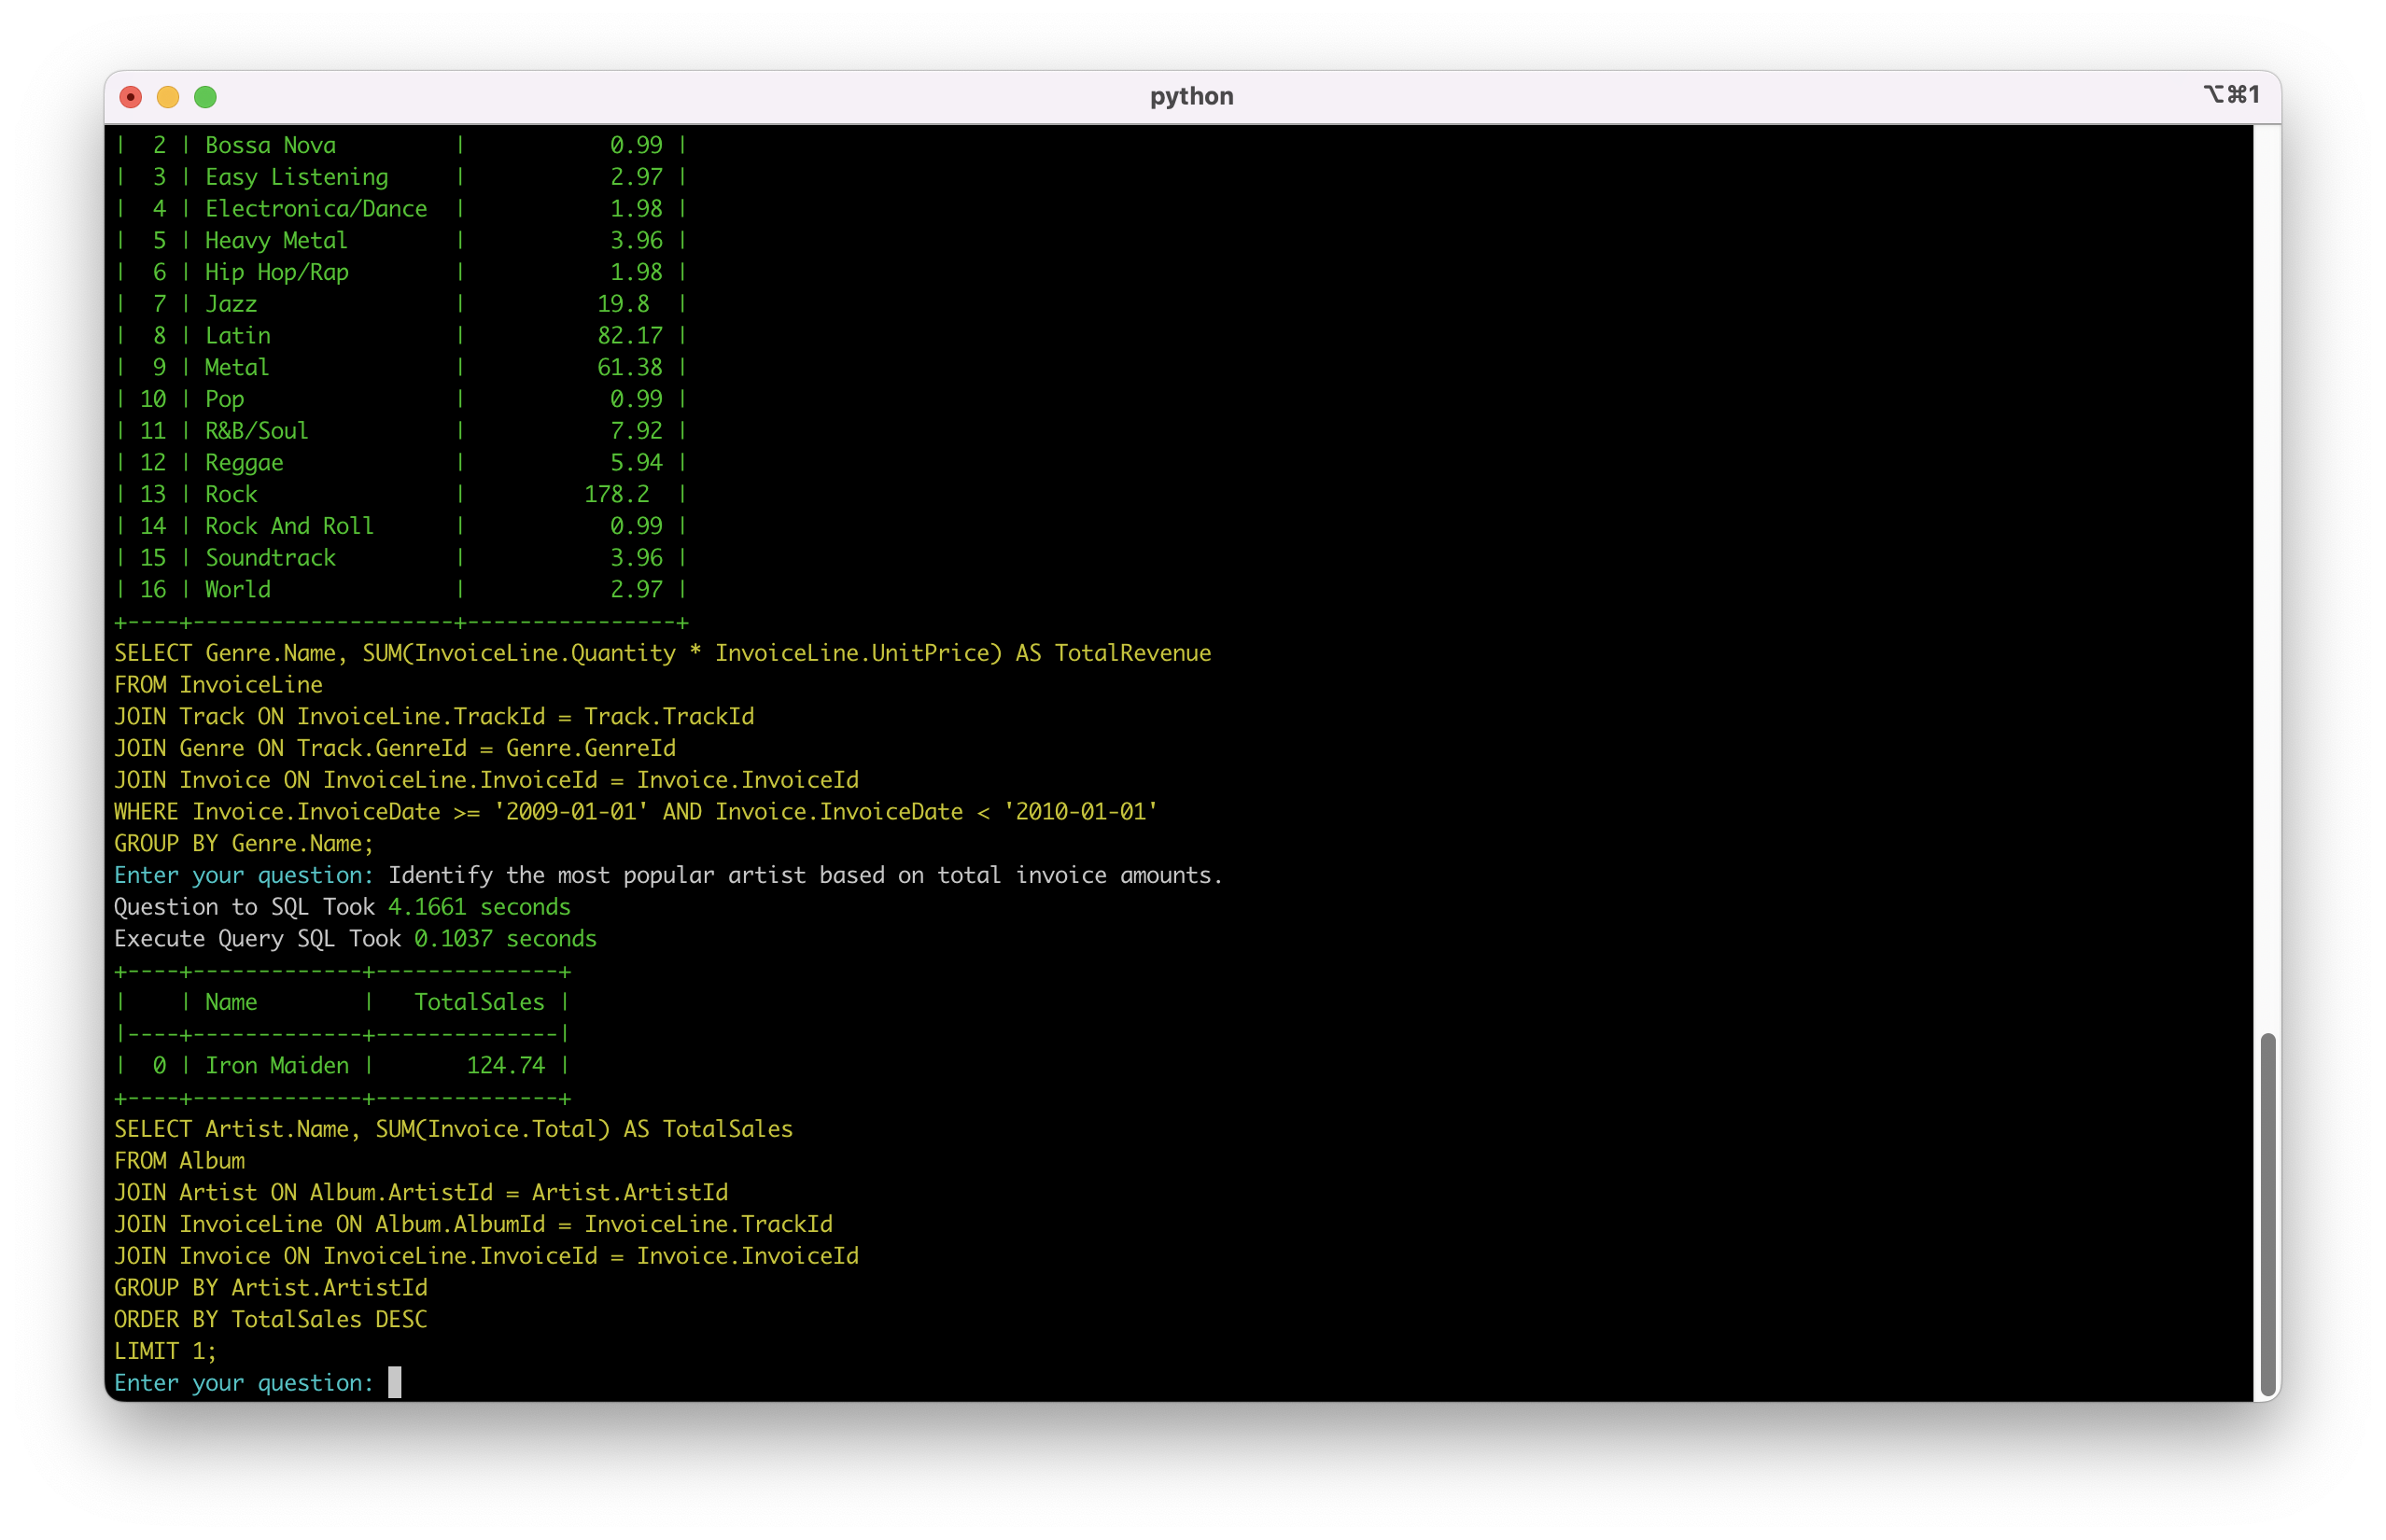 python
⌥⌘1
|  2 | Bossa Nova         |           0.99 |
|  3 | Easy Listening     |           2.97 |
|  4 | Electronica/Dance  |           1.98 |
|  5 | Heavy Metal        |           3.96 |
|  6 | Hip Hop/Rap        |           1.98 |
|  7 | Jazz               |          19.8  |
|  8 | Latin              |          82.17 |
|  9 | Metal              |          61.38 |
| 10 | Pop                |           0.99 |
| 11 | R&B/Soul           |           7.92 |
| 12 | Reggae             |           5.94 |
| 13 | Rock               |         178.2  |
| 14 | Rock And Roll      |           0.99 |
| 15 | Soundtrack         |           3.96 |
| 16 | World              |           2.97 |
+----+--------------------+----------------+
SELECT Genre.Name, SUM(InvoiceLine.Quantity * InvoiceLine.UnitPrice) AS TotalRevenue
FROM InvoiceLine
JOIN Track ON InvoiceLine.TrackId = Track.TrackId
JOIN Genre ON Track.GenreId = Genre.GenreId
JOIN Invoice ON InvoiceLine.InvoiceId = Invoice.InvoiceId
WHERE Invoice.InvoiceDate >= '2009-01-01' AND Invoice.InvoiceDate < '2010-01-01'
GROUP BY Genre.Name;
Enter your question: Identify the most popular artist based on total invoice amounts.
Question to SQL Took 4.1661 seconds
Execute Query SQL Took 0.1037 seconds
+----+-------------+--------------+
|    | Name        |   TotalSales |
|----+-------------+--------------|
|  0 | Iron Maiden |       124.74 |
+----+-------------+--------------+
SELECT Artist.Name, SUM(Invoice.Total) AS TotalSales
FROM Album
JOIN Artist ON Album.ArtistId = Artist.ArtistId
JOIN InvoiceLine ON Album.AlbumId = InvoiceLine.TrackId
JOIN Invoice ON InvoiceLine.InvoiceId = Invoice.InvoiceId
GROUP BY Artist.ArtistId
ORDER BY TotalSales DESC
LIMIT 1;
Enter your question: